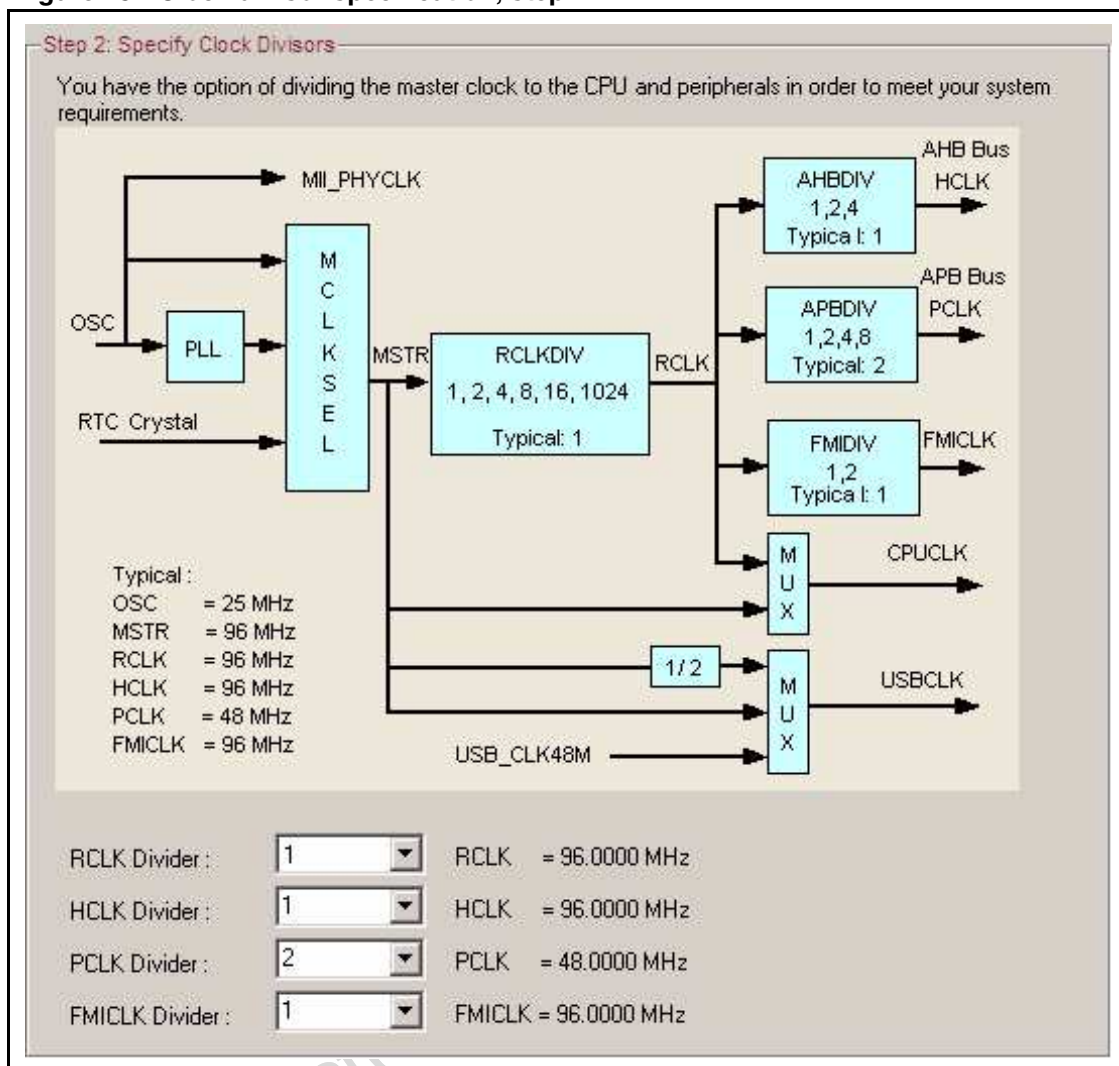 Step 2: Specify Clock Divisors
You have the option of dividing the master clock to the CPU and peripherals in order to meet your system
requirements.
MII_PHYCLK
OSC
PLL
RTC Crystal
M
C
L
K
S
E
L
MSTR
RCLKDIV
1, 2, 4, 8, 16, 1024
Typical: 1
RCLK
AHBDIV
1,2,4
Typica l: 1
AHB Bus
HCLK
APBDIV
1,2,4,8
Typical: 2
APB Bus
PCLK
FMIDIV
1,2
Typica l: 1
FMICLK
M
U
X
CPUCLK
1/2
M
U
X
USBCLK
USB_CLK48M
Typical :
OSC = 25 MHz
MSTR = 96 MHz
RCLK = 96 MHz
HCLK = 96 MHz
PCLK = 48 MHz
FMICLK = 96 MHz
RCLK Divider : 1 RCLK = 96.0000 MHz
HCLK Divider : 1 HCLK = 96.0000 MHz
PCLK Divider : 2 PCLK = 48.0000 MHz
FMICLK Divider : 1 FMICLK = 96.0000 MHz